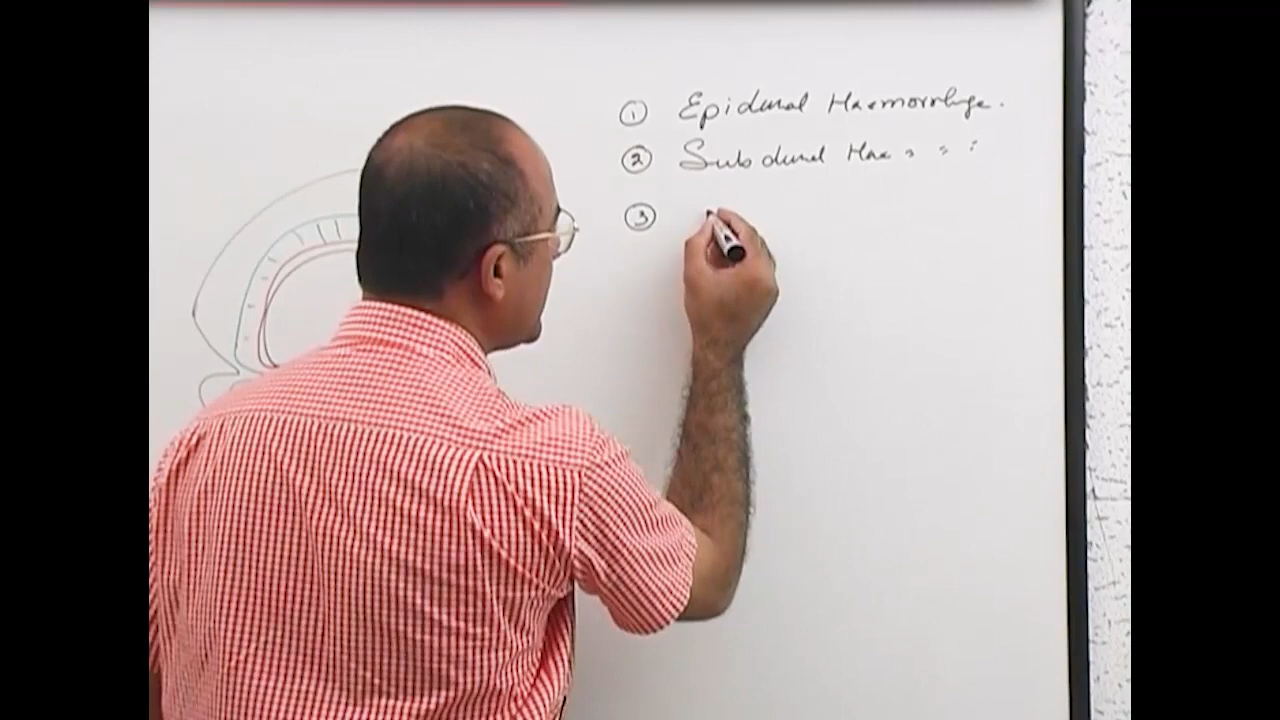 ① Epidural Haemorrhage.
② Subdural Hae " " "
③